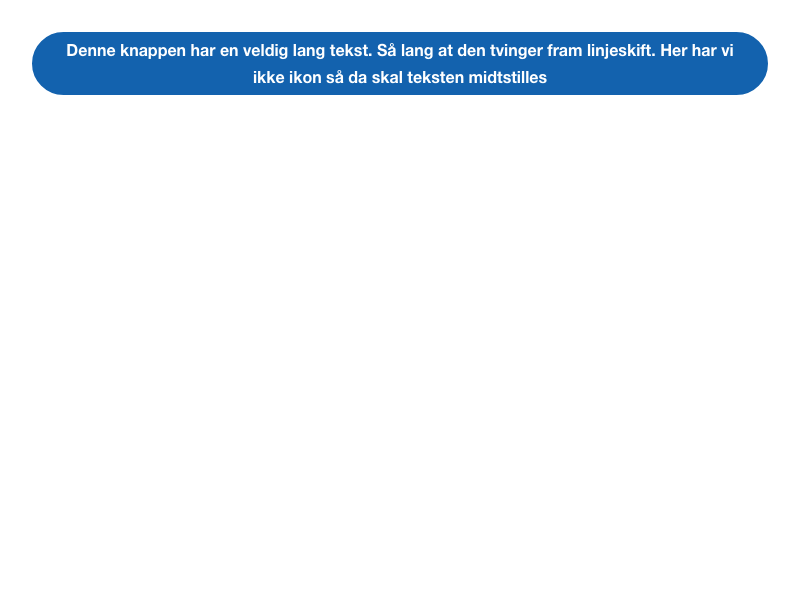 Denne knappen har en veldig lang tekst. Så lang at den tvinger fram linjeskift. Her har vi
ikke ikon så da skal teksten midtstilles